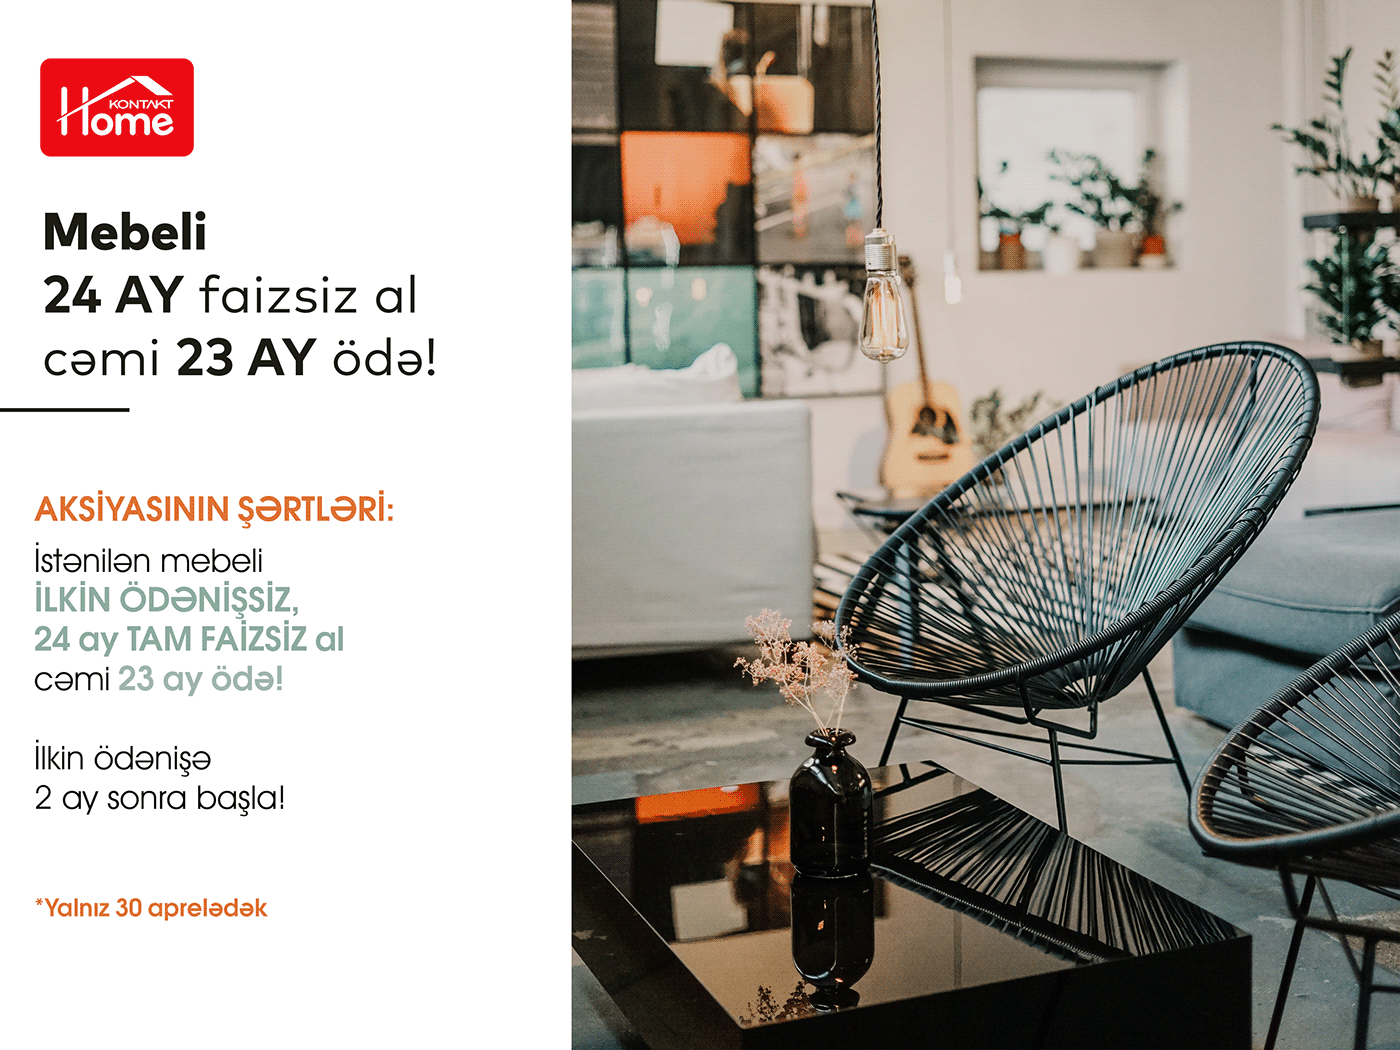 KONTAKT
Home
Mebeli
24 AY faizsiz al
cəmi 23 AY ödə!
AKSİYASININ ŞƏRTLƏRİ:
İstənilən mebeli
İLKİN ÖDƏNİŞSİZ,
24 ay TAM FAİZSİZ al
cəmi 23 ay ödə!
İlkin ödənişə
2 ay sonra başla!
*Yalnız 30 aprelədək